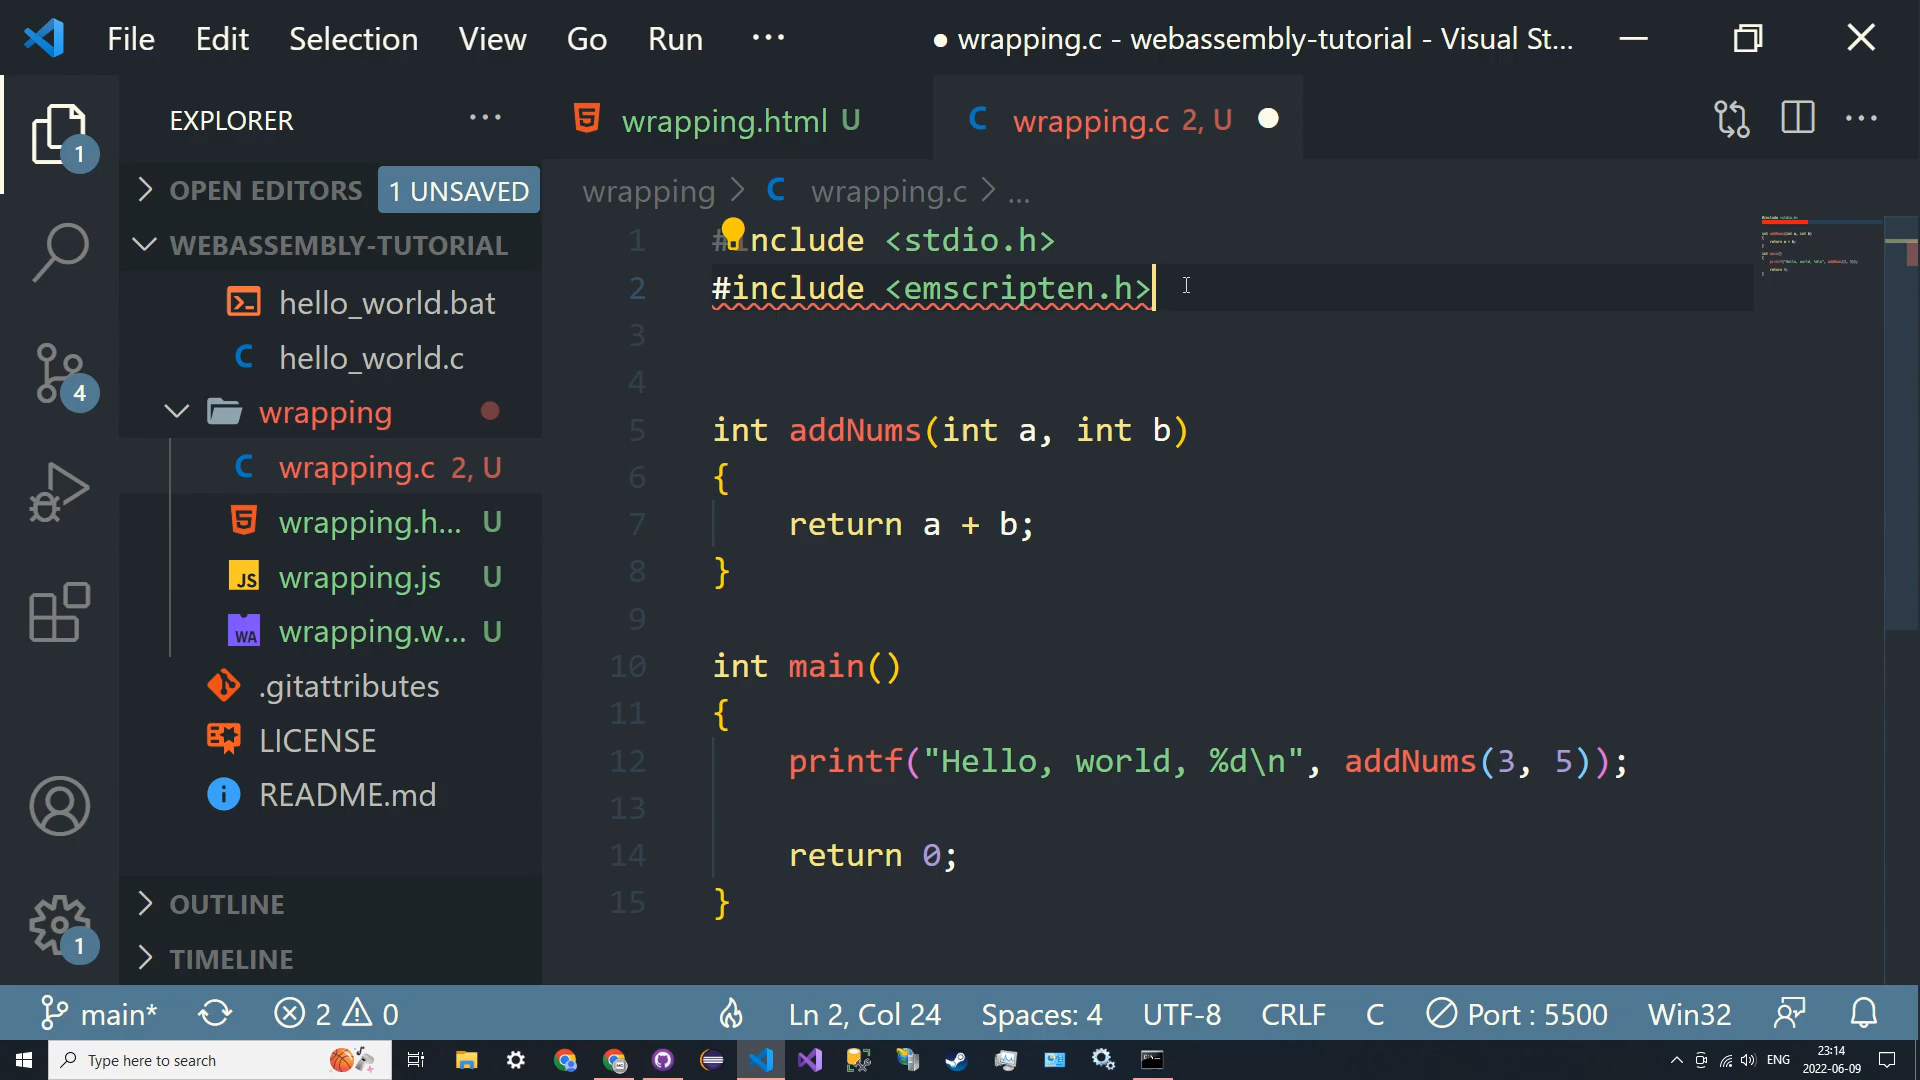 File Edit Selection View Go Run ···
● wrapping.c - webassembly-tutorial - Visual St...
EXPLORER
OPEN EDITORS 1 UNSAVED
WEBASSEMBLY-TUTORIAL
hello_world.bat
hello_world.c
wrapping
wrapping.c 2, U
wrapping.h... U
wrapping.js U
wrapping.w... U
.gitattributes
LICENSE
README.md
OUTLINE
TIMELINE
1
4
1
wrapping.html U
wrapping.c 2, U
wrapping > C wrapping.c > ...
1 #include <stdio.h>
2 #include <emscripten.h>
3
4
5 int addNums(int a, int b)
6 {
7 return a + b;
8 }
9
10 int main()
11 {
12 printf("Hello, world, %d\n", addNums(3, 5));
13
14 return 0;
15 }
main* 2 0 Ln 2, Col 24 Spaces: 4 UTF-8 CRLF C Port : 5500 Win32
Type here to search
ENG
23:14
2022-06-09